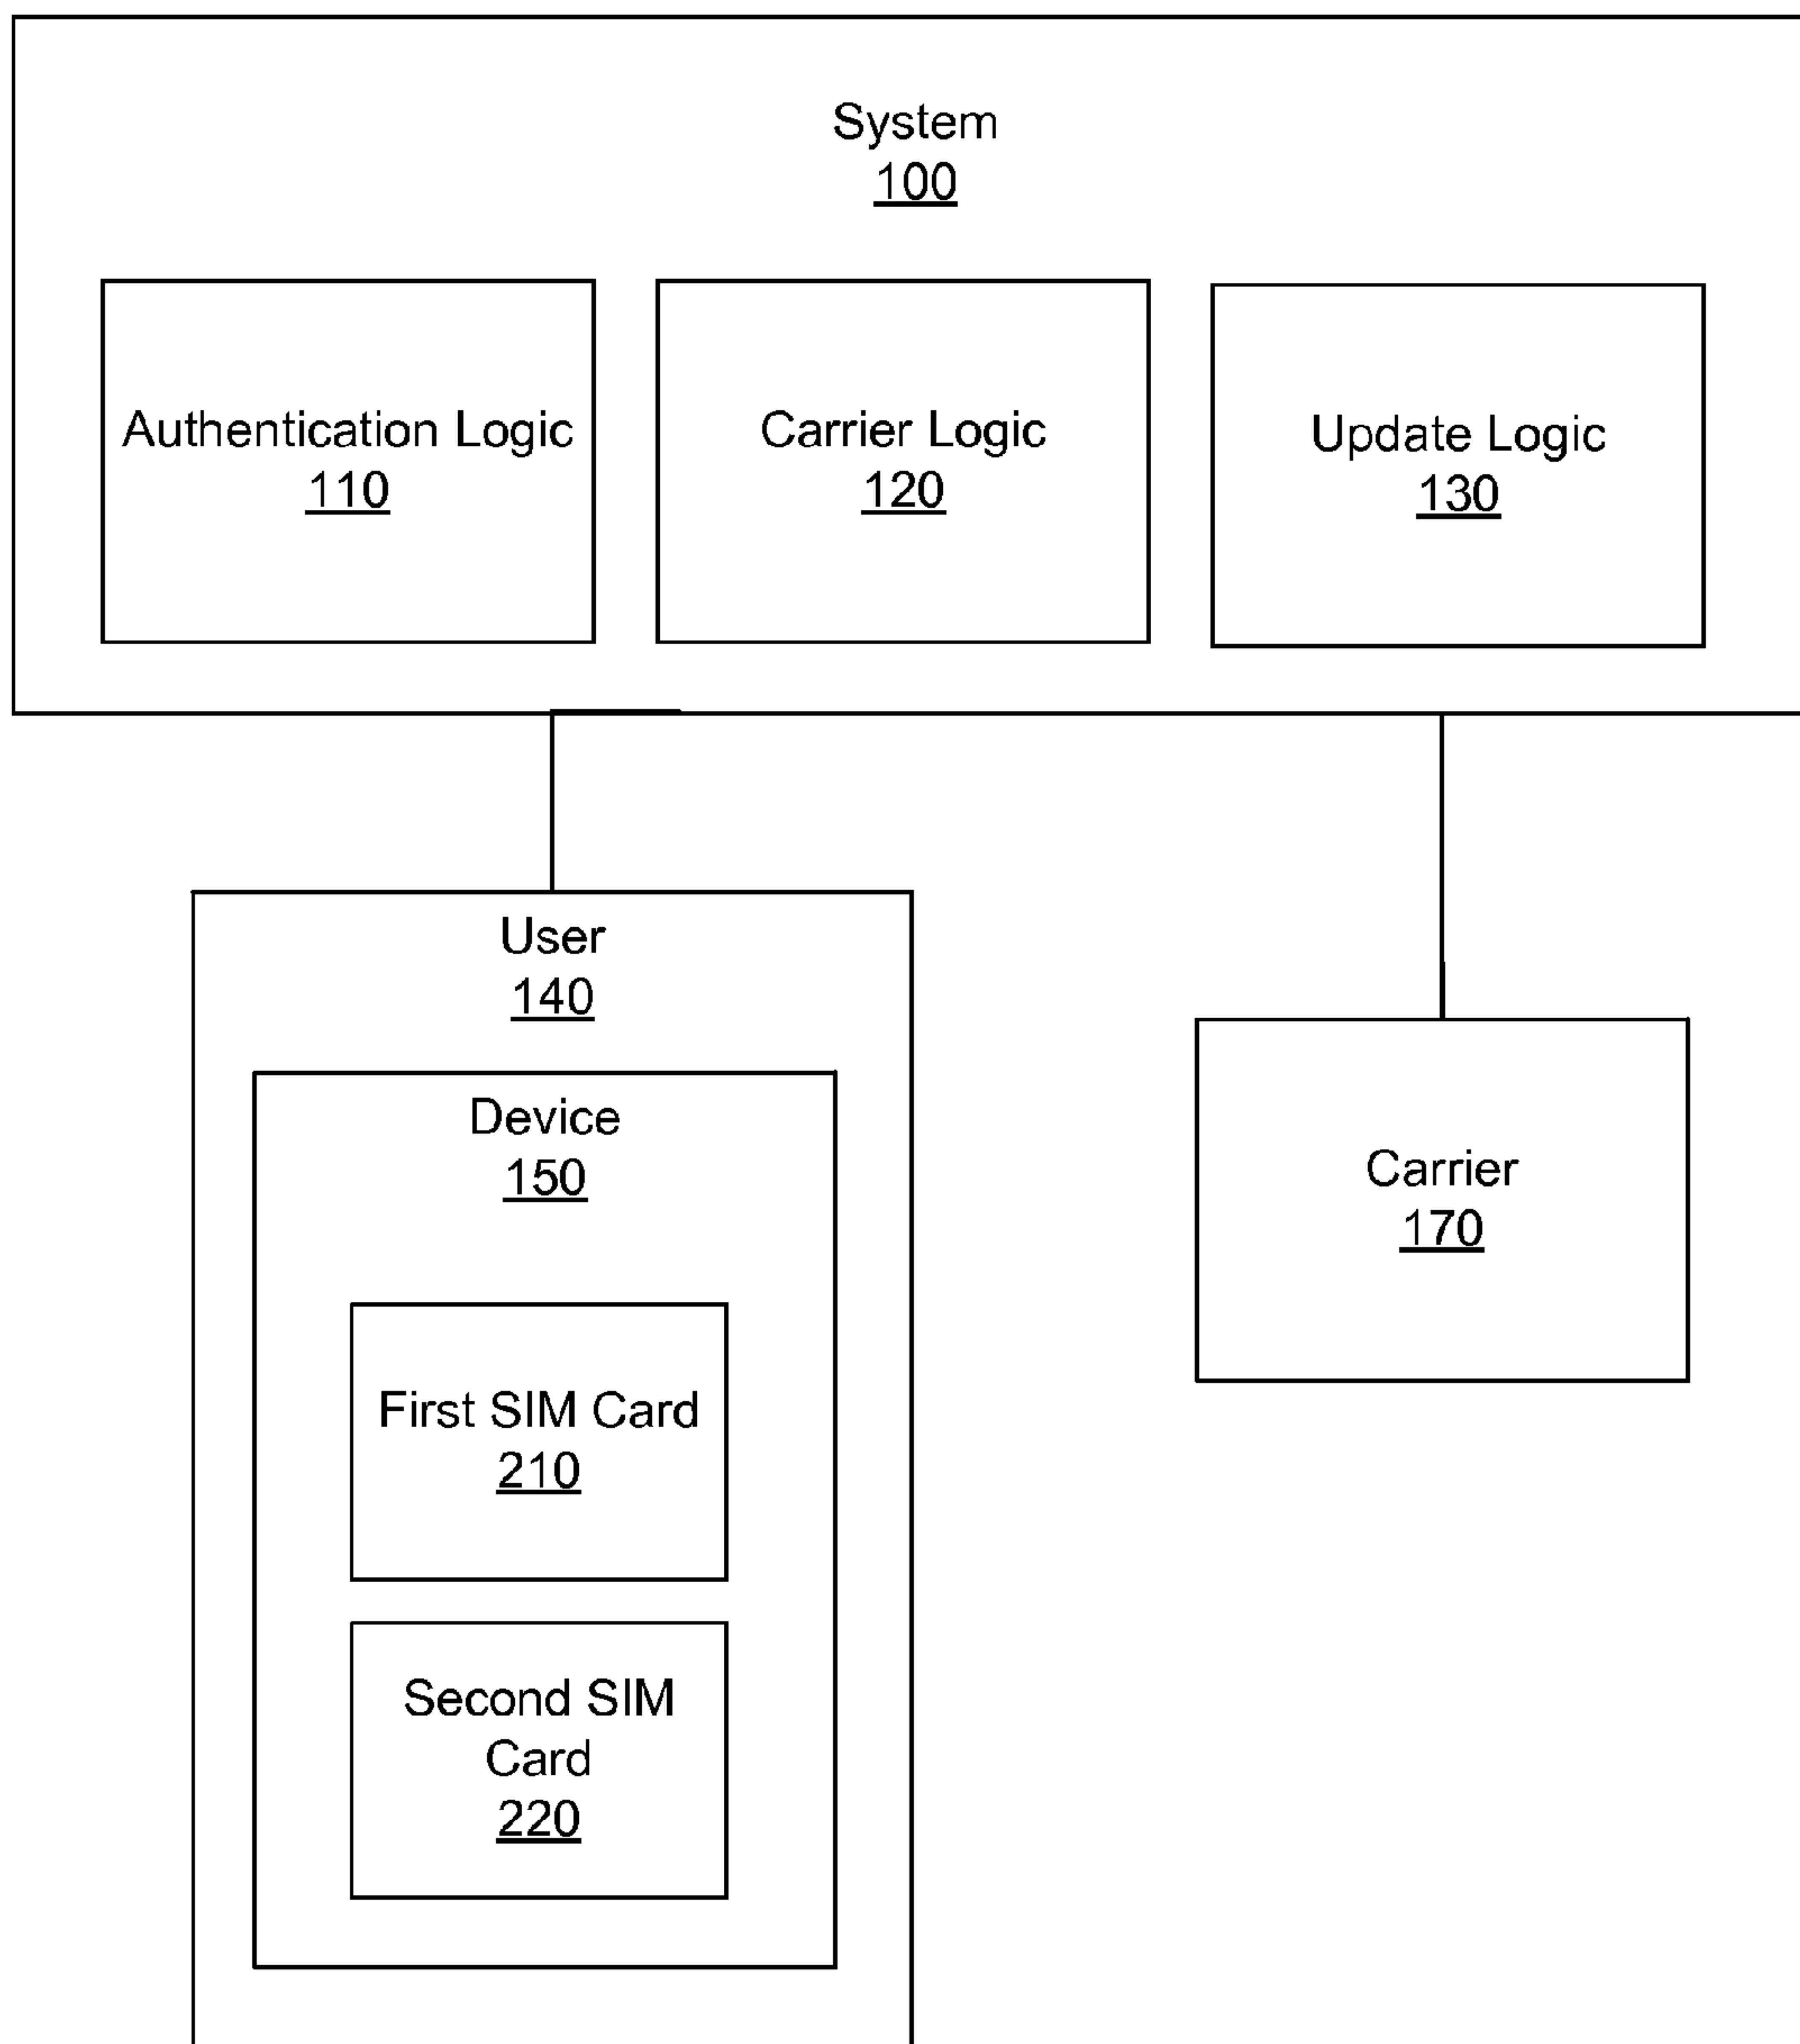 System
100
Authentication Logic
110
Carrier Logic
120
Update Logic
130
User
140
Device
150
First SIM Card
210
Second SIM
Card
220
Carrier
170